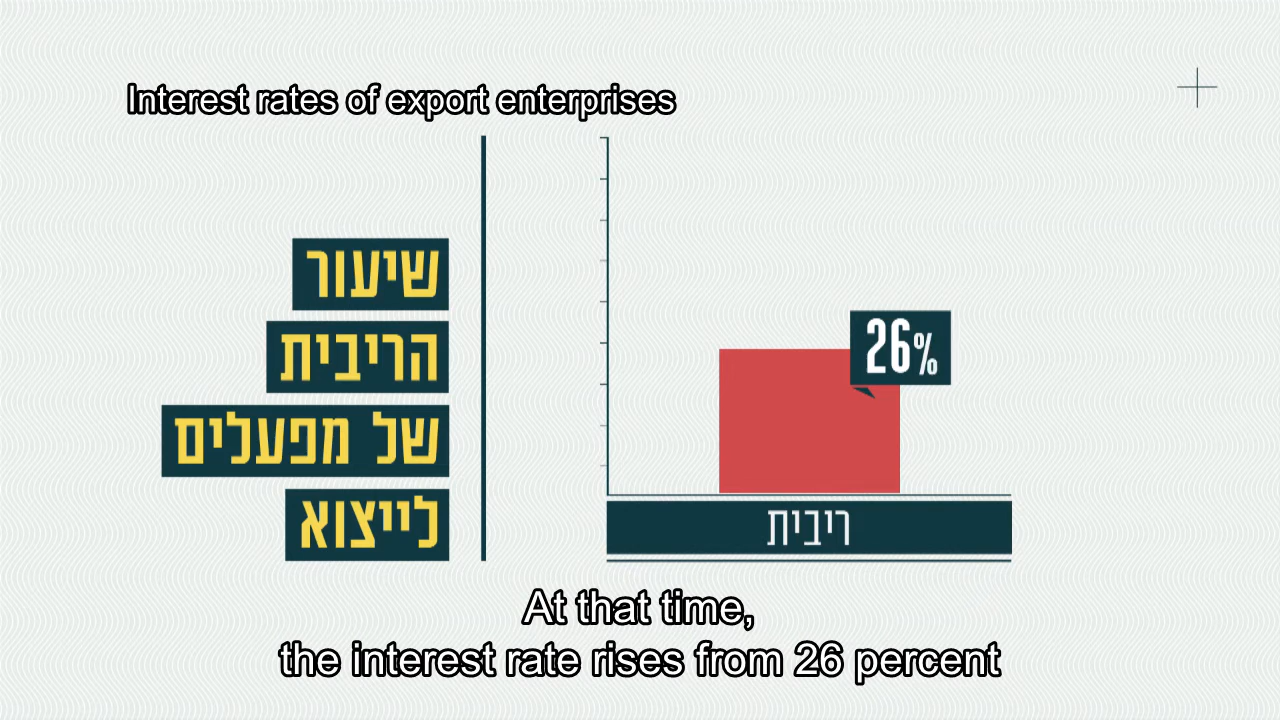 Interest rates of export enterprises
שיעור
הריבית
של מפעלים
לייצוא
26%
ריבית
At that time,
the interest rate rises from 26 percent